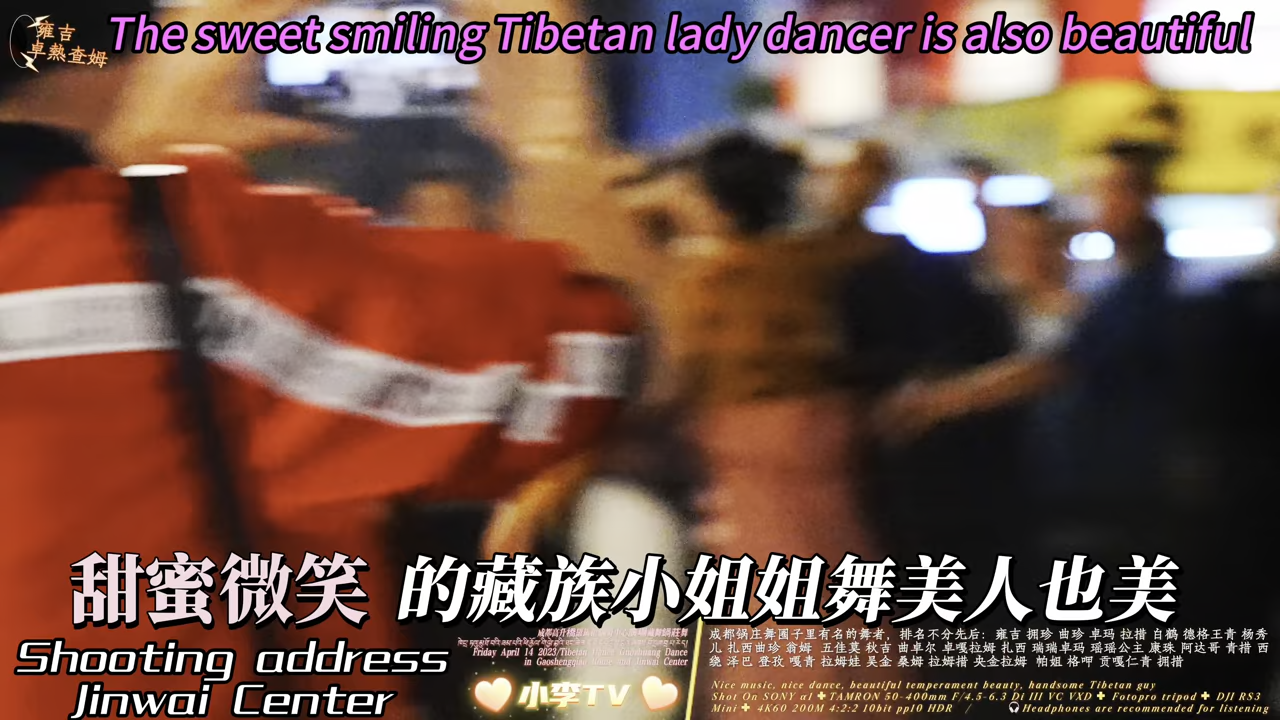 雍吉
卓熱查姆
The sweet smiling Tibetan lady dancer is also beautiful
甜蜜微笑 的藏族小姐姐舞美人也美
Shooting address
Jinwai Center
Friday April 14 2023/Tibetan Dance Guozhuang Dance
in Gaoshengqiao House and Jinwai Center
小李TV
成都锅庄舞圈子里有名的舞者，排名不分先后：雍吉 拥珍 曲珍 卓玛 拉措 白鹤 德格王青 杨秀
儿 扎西曲珍 翁姆 五佳莫 秋吉 曲卓尔 卓嘎拉姆 扎西 瑞瑞卓玛 瑶瑶公主 康珠 阿达哥 青措 西
绕 泽巴 登孜 嘎青 拉姆娃 吴金 桑姆 拉姆措 央金拉姆 帕姐 格呷 贡嘎仁青 拥措
Nice music, nice dance, beautiful temperament beauty, handsome Tibetan guy
Shot On SONY α1 ✚ TAMRON 50-400mm F/4.5-6.3 Di III VC VXD ✚ Fotopro tripod ✚ DJI RS3
Mini ✚ 4K60 200M 4:2:2 10bit pp10 HDR / 🎧Headphones are recommended for listening